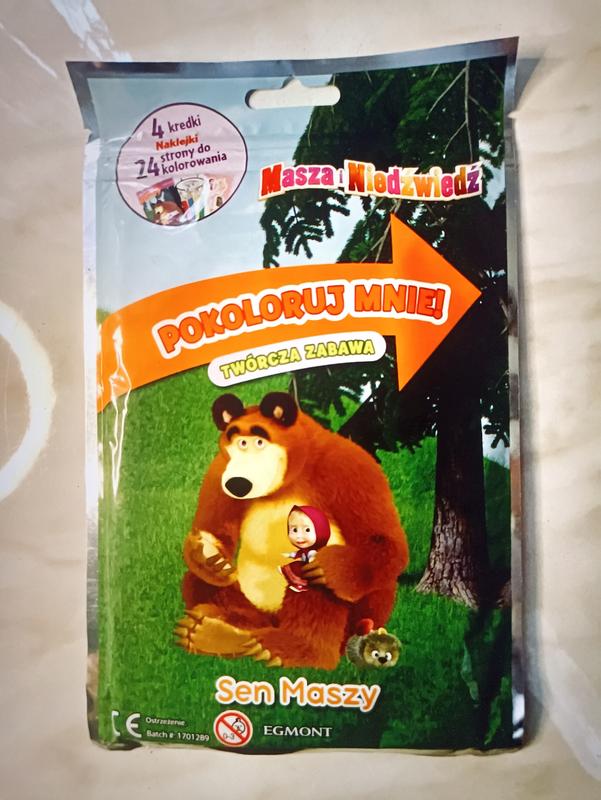 4 kredki
Naklejki
24 strony do
kolorowania
Masza i Niedźwiedź
POKOLORUJ MNIE!
TWÓRCZA ZABAWA
Sen Maszy
CE
Ostrzeżenie
Batch #: 1701289
0-3
EGMONT